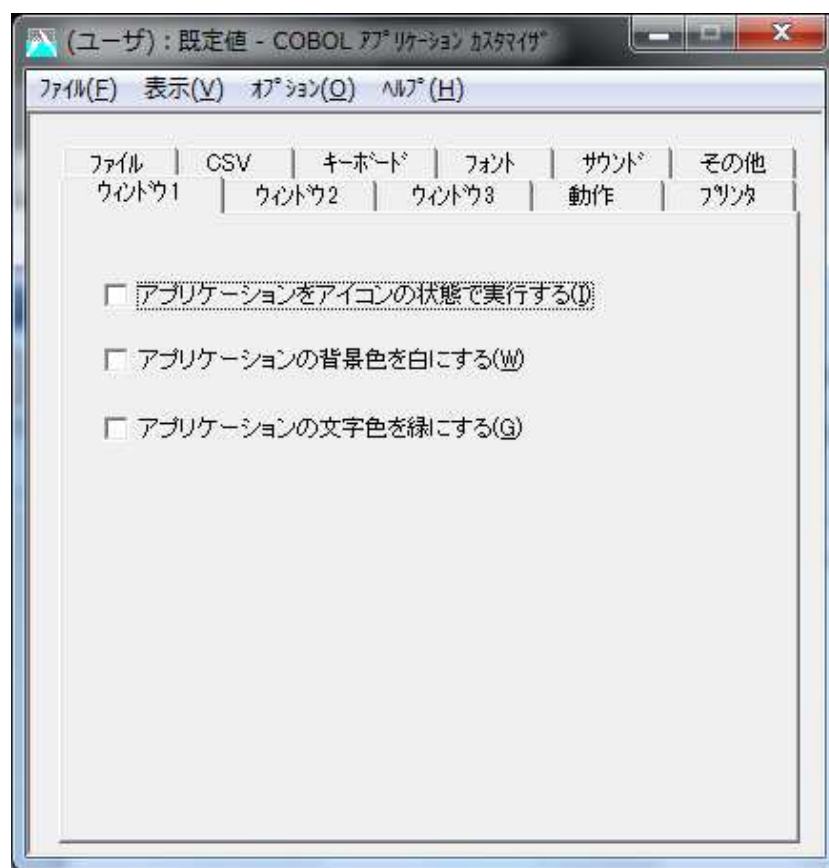 (ユーザ) : 既定値 - COBOL ｱﾌﾟﾘｹｰｼｮﾝ ｶｽﾀﾏｲｻﾞ
ﾌｧｲﾙ(F) 表示(V) ｵﾌﾟｼｮﾝ(O) ﾍﾙﾌﾟ(H)
ﾌｧｲﾙ CSV ｷｰﾎﾞｰﾄﾞ ﾌｫﾝﾄ ｻｳﾝﾄﾞ その他
ｳｨﾝﾄﾞｳ1 ｳｨﾝﾄﾞｳ2 ｳｨﾝﾄﾞｳ3 動作 ﾌﾟﾘﾝﾀ
アプリケーションをアイコンの状態で実行する(I)
アプリケーションの背景色を白にする(W)
アプリケーションの文字色を緑にする(G)